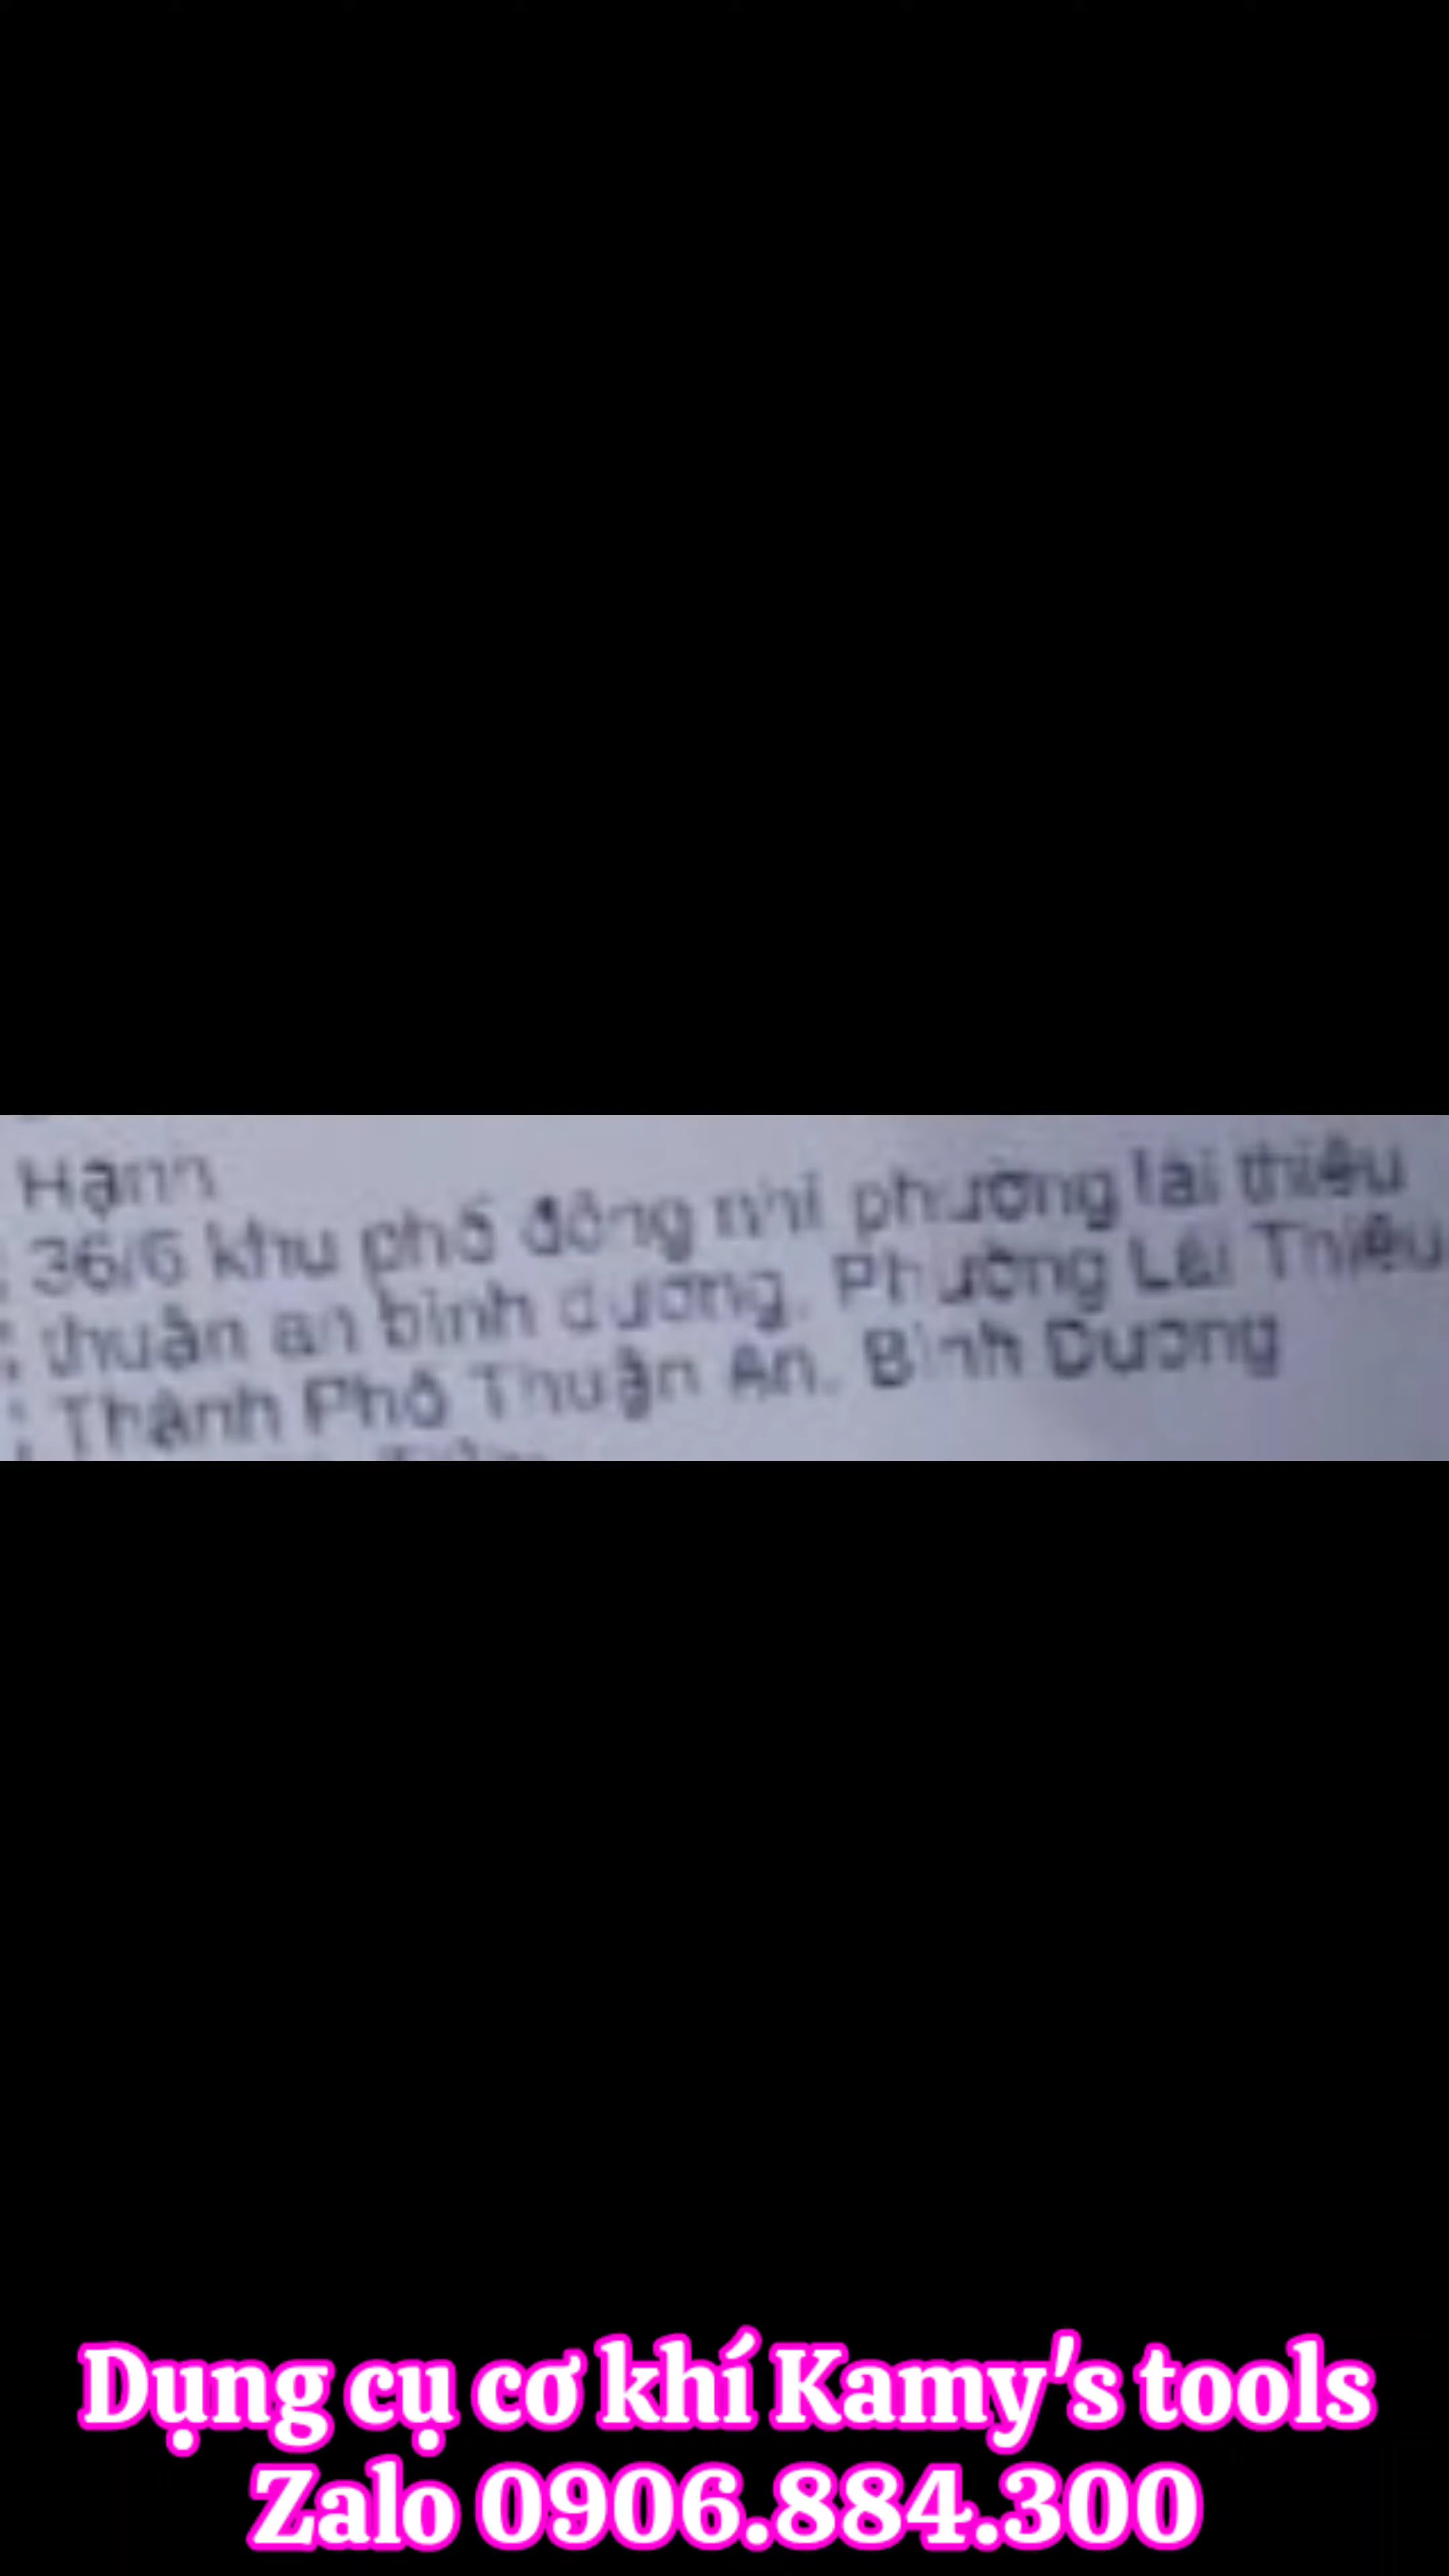 Hạnh
36/6 khu phố đông nhì phường lái thiêu
thuận an bình dương, Phường Lái Thiêu,
Thành Phố Thuận An, Bình Dương
Dụng cụ cơ khí Kamy's tools
Zalo 0906.884.300